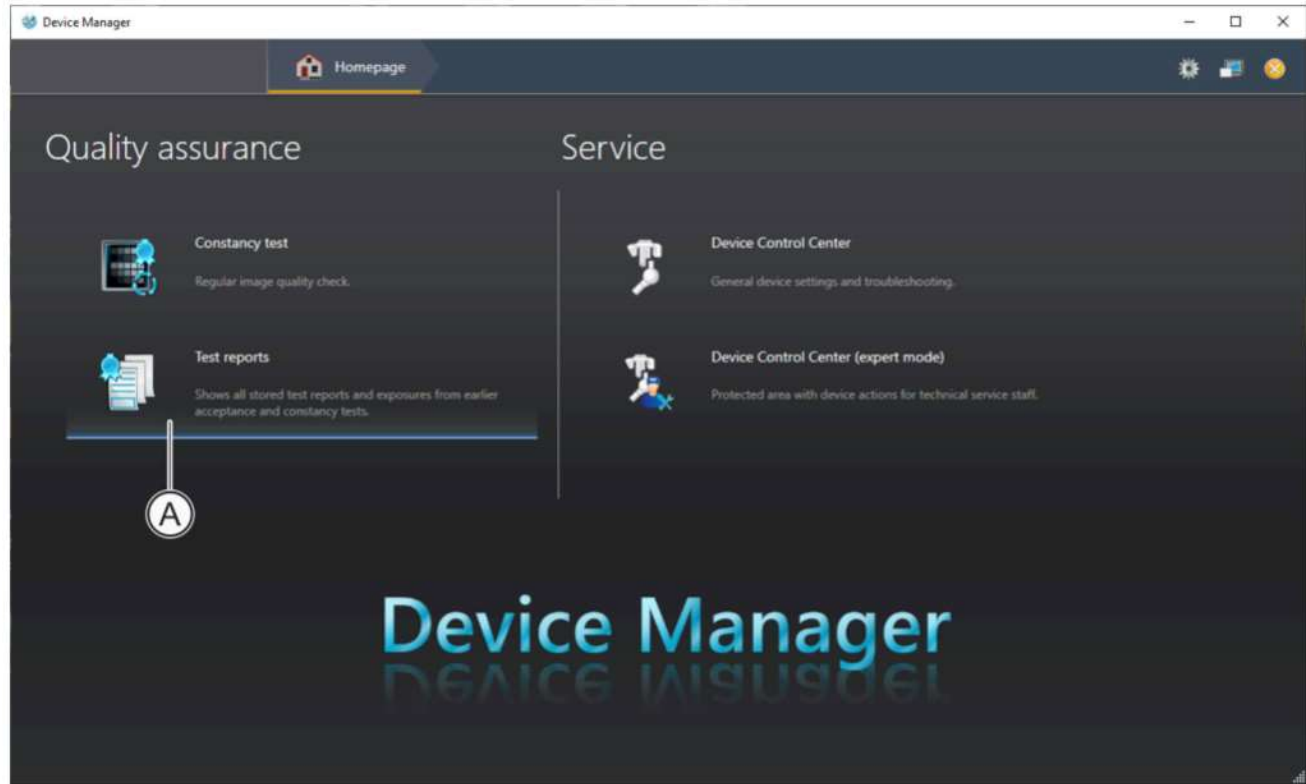 Device Manager
Homepage
Quality assurance
Service
Constancy test
Regular image quality check.
Test reports
Shows all stored test reports and exposures from earlier
acceptance and constancy tests.
A
Device Control Center
General device settings and troubleshooting.
Device Control Center (expert mode)
Protected area with device actions for technical service staff.
Device Manager